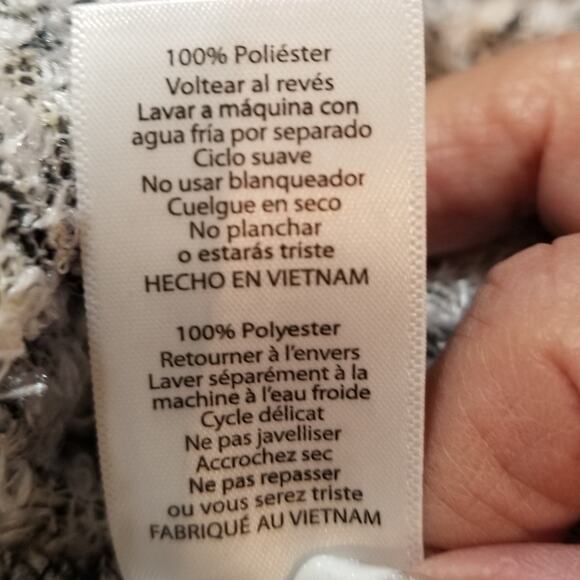 100% Poliéster
Voltear al revés
Lavar a máquina con
agua fría por separado
Ciclo suave
No usar blanqueador
Cuelgue en seco
No planchar
o estarás triste
HECHO EN VIETNAM
100% Polyester
Retourner à l'envers
Laver séparément à la
machine à l'eau froide
Cycle délicat
Ne pas javelliser
Accrochez sec
Ne pas repasser
ou vous serez triste
FABRIQUÉ AU VIETNAM